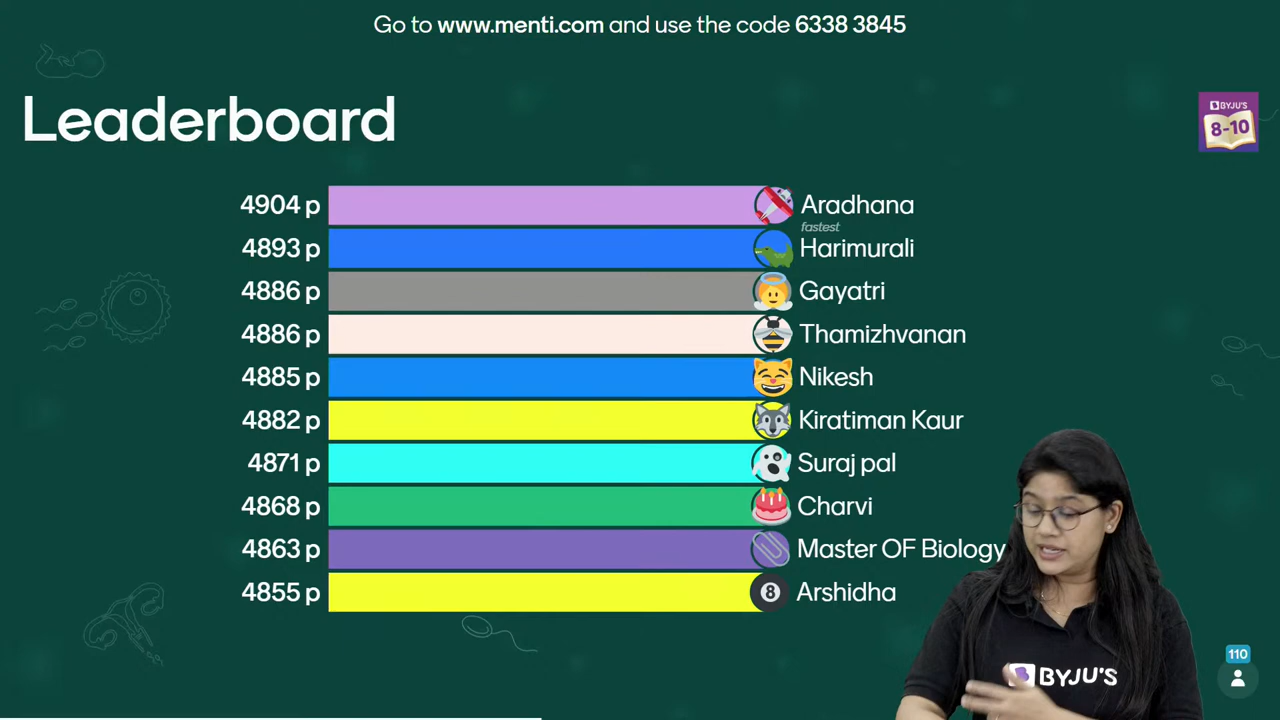 Go to www.menti.com and use the code 6338 3845
Leaderboard
BYJU'S
8-10
4904 p Aradhana
fastest
4893 p Harimurali
4886 p Gayatri
4886 p Thamizhvanan
4885 p Nikesh
4882 p Kiratiman Kaur
4871 p Suraj pal
4868 p Charvi
4863 p Master OF Biology
4855 p 8 Arshidha
110
BYJU'S